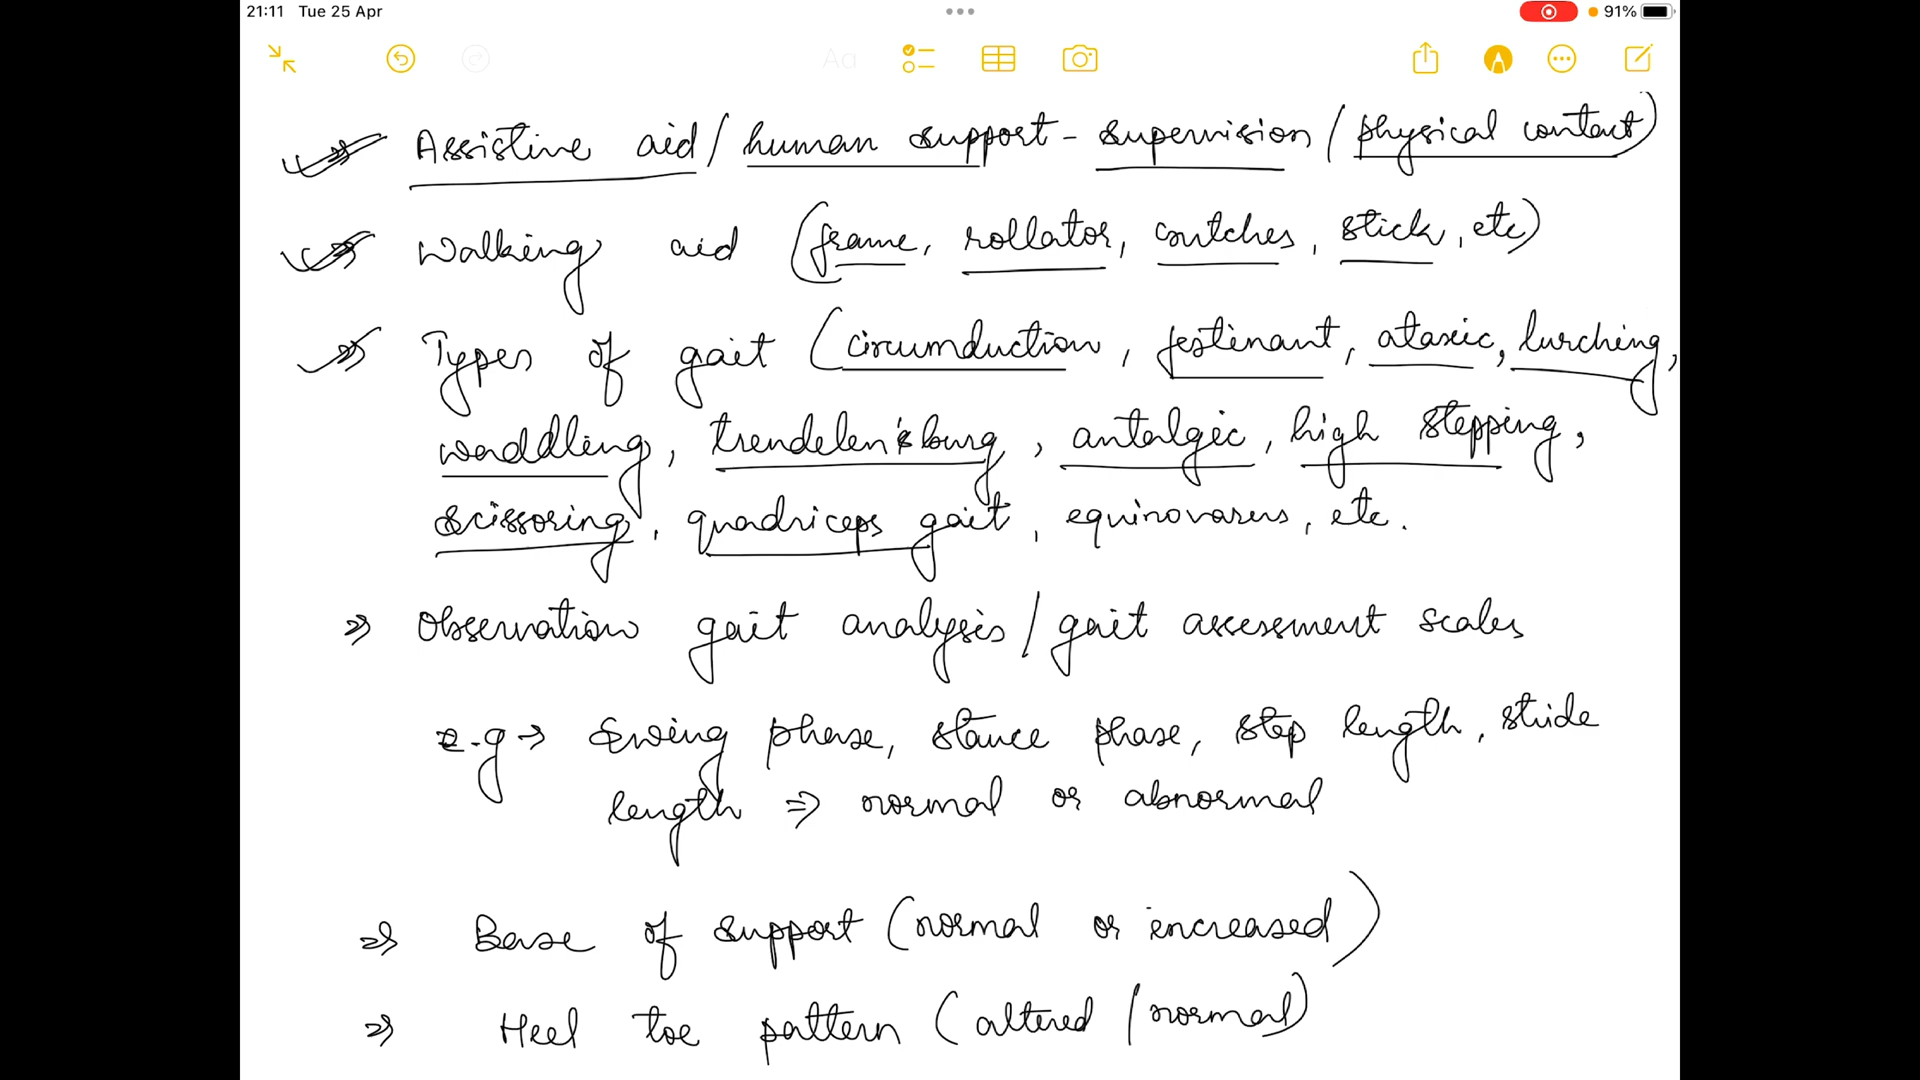 21:11 Tue 25 Apr
91%
Aa
⇒ Assistive aid / human support - supervision / physical contact)
⇒ Walking aid (frame, rollator, crutches, stick, etc)
⇒ Types of gait (circumduction, festinant, ataxic, lurching,
waddling, trendelen's burg, antalgic, high stepping,
scissoring, quadriceps gait, equinovarus, etc.
⇒ Observation gait analysis / gait assessment scales
e.g → Swing phase, stance phase, step length, stride
length ⇒ normal or abnormal
⇒ Base of support (normal or increased)
⇒ Heel toe pattern (altered / normal)